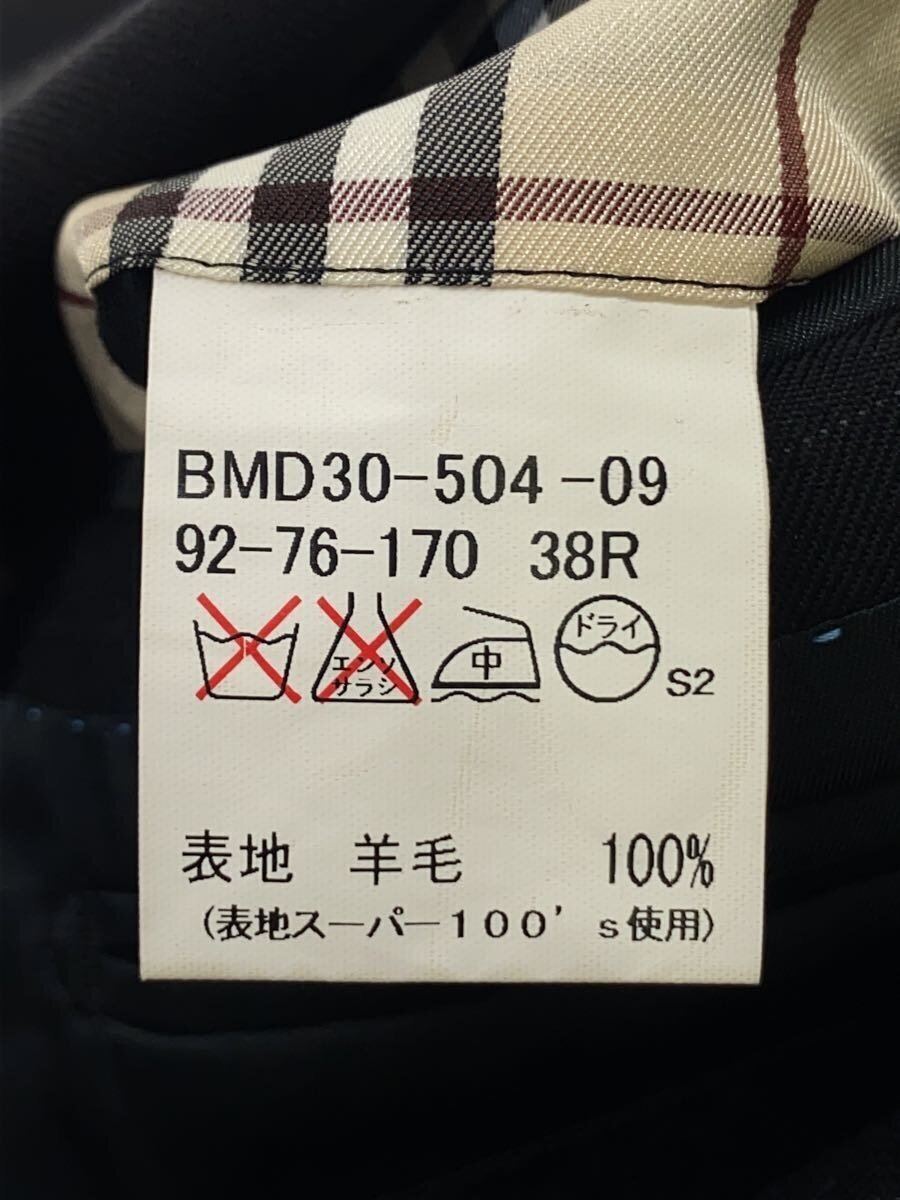 BMD30-504-09
92-76-170 38R
エンソ
サラシ
中
ドライ
S2
表地 羊毛 100%
(表地スーパー100's使用)